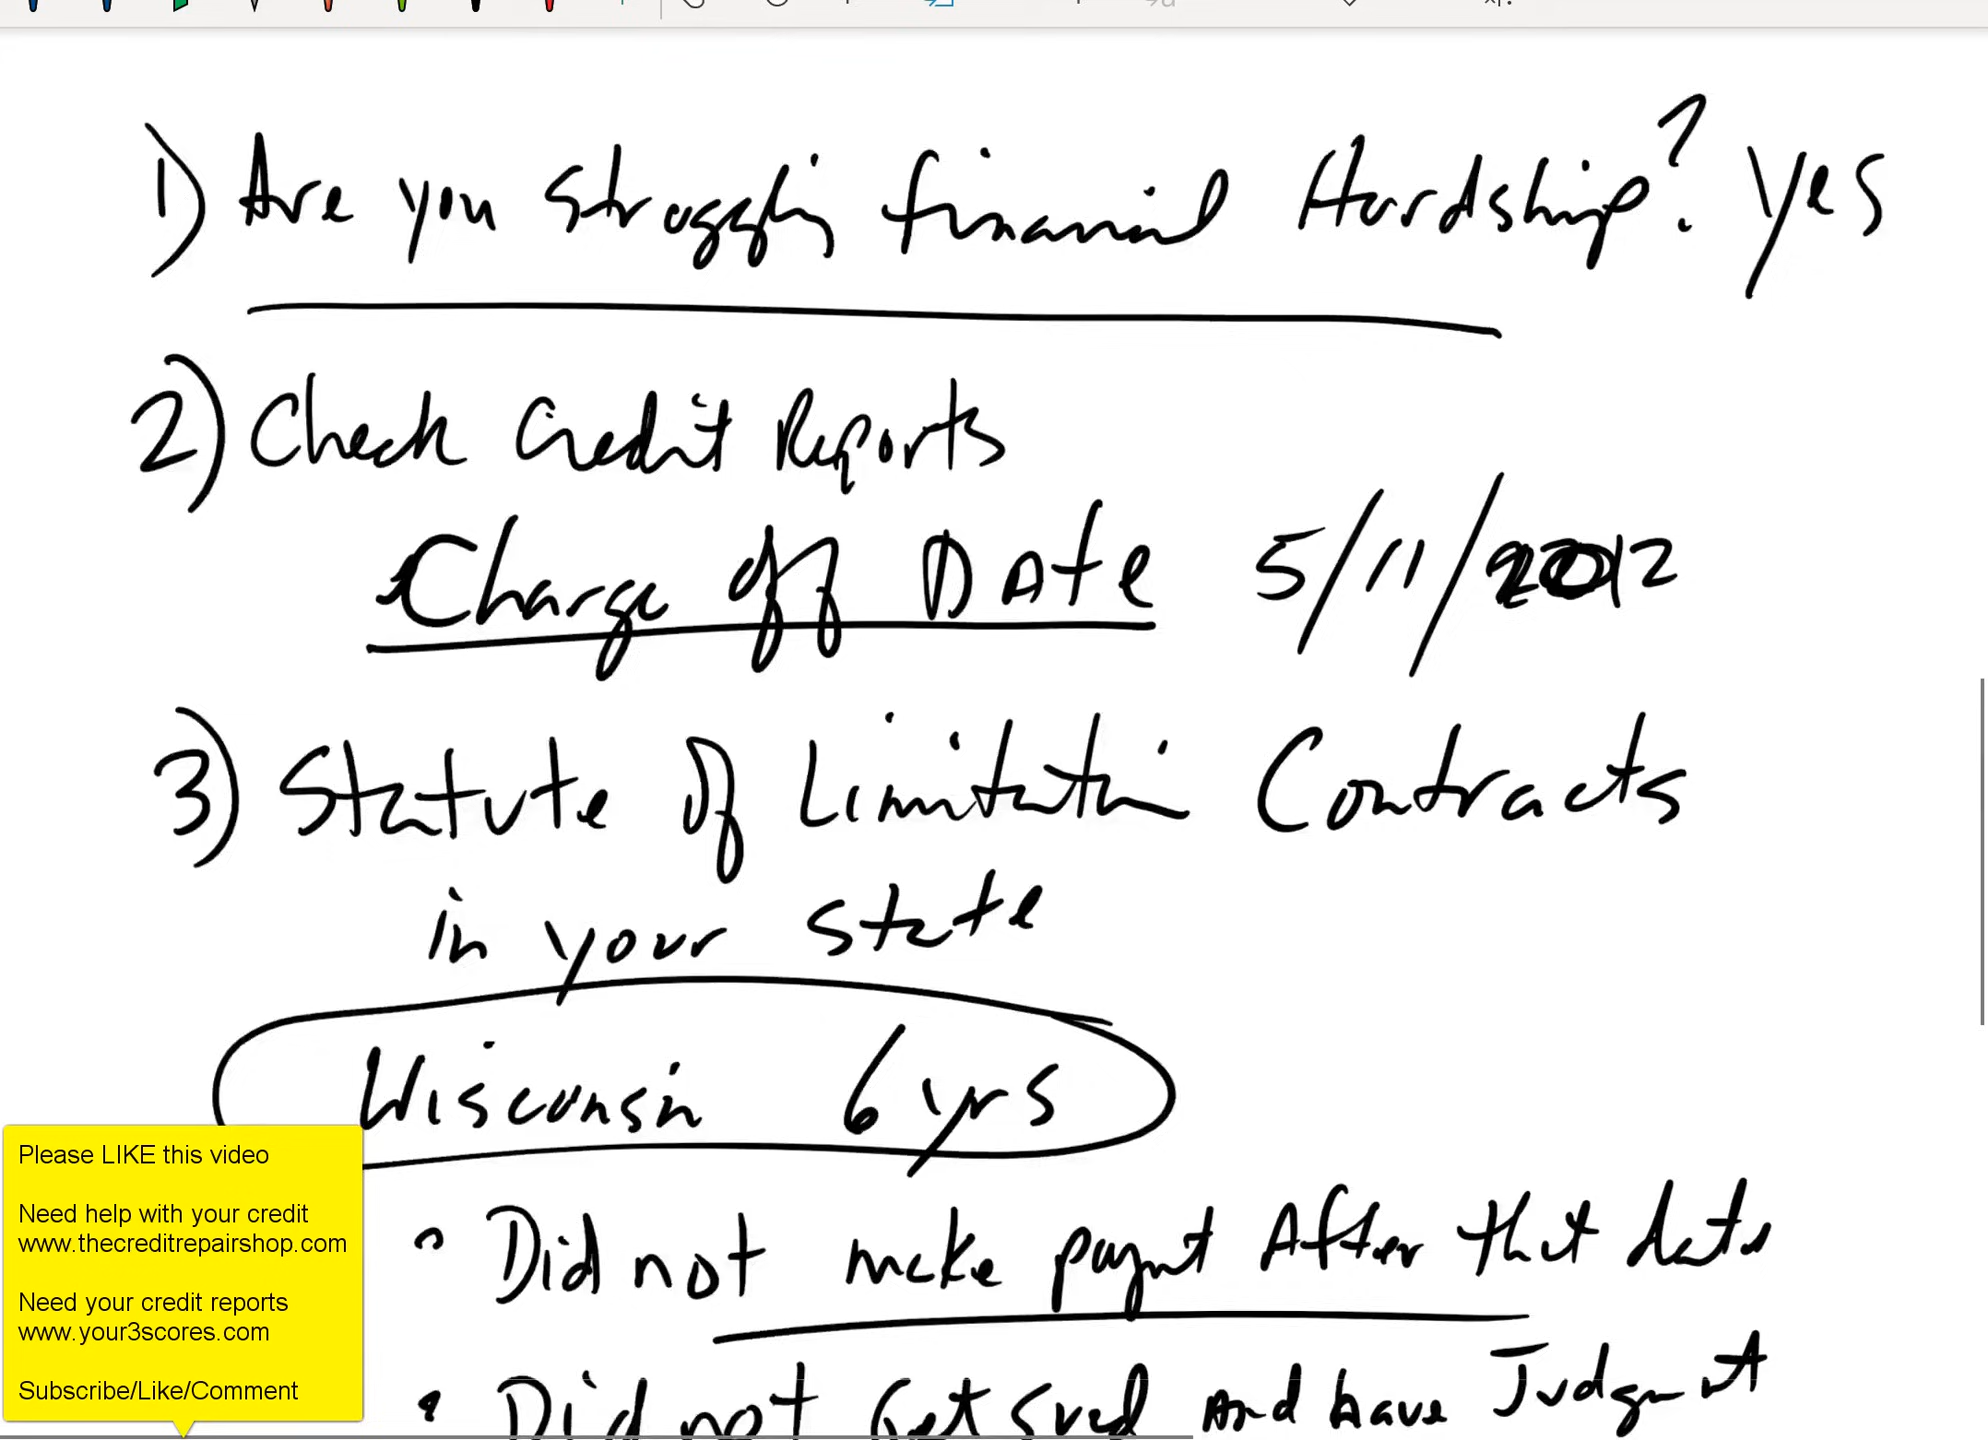 1) Are you struggling financial Hardship? Yes
2) Check Credit Reports
Charge off DAte 5/11/2012
3) Statute of Limitation Contracts
in your state
Wisconsin 6 yrs
Did not make paymt After that date
Did not Get sued And have Judgment
Please LIKE this video
Need help with your credit
www.thecreditrepairshop.com
Need your credit reports
www.your3scores.com
Subscribe/Like/Comment